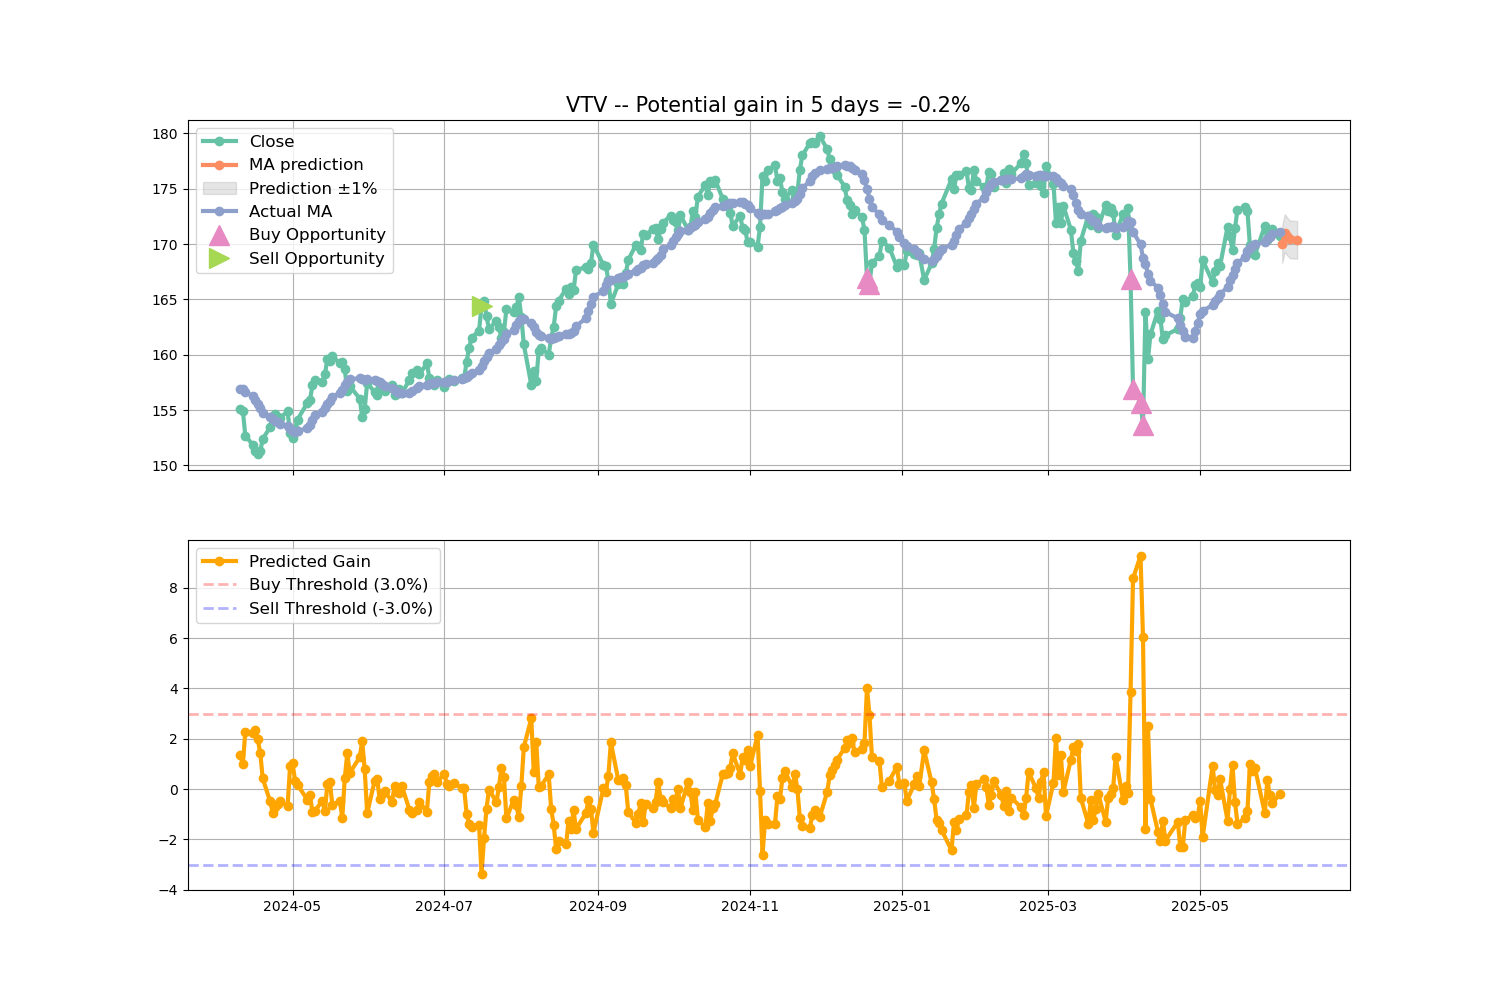 VTV -- Potential gain in 5 days = -0.2%
180
175
170
165
160
155
150
Close
MA prediction
Prediction ±1%
Actual MA
Buy Opportunity
Sell Opportunity
8
6
4
2
0
−2
−4
Predicted Gain
Buy Threshold (3.0%)
Sell Threshold (-3.0%)
2024-05
2024-07
2024-09
2024-11
2025-01
2025-03
2025-05